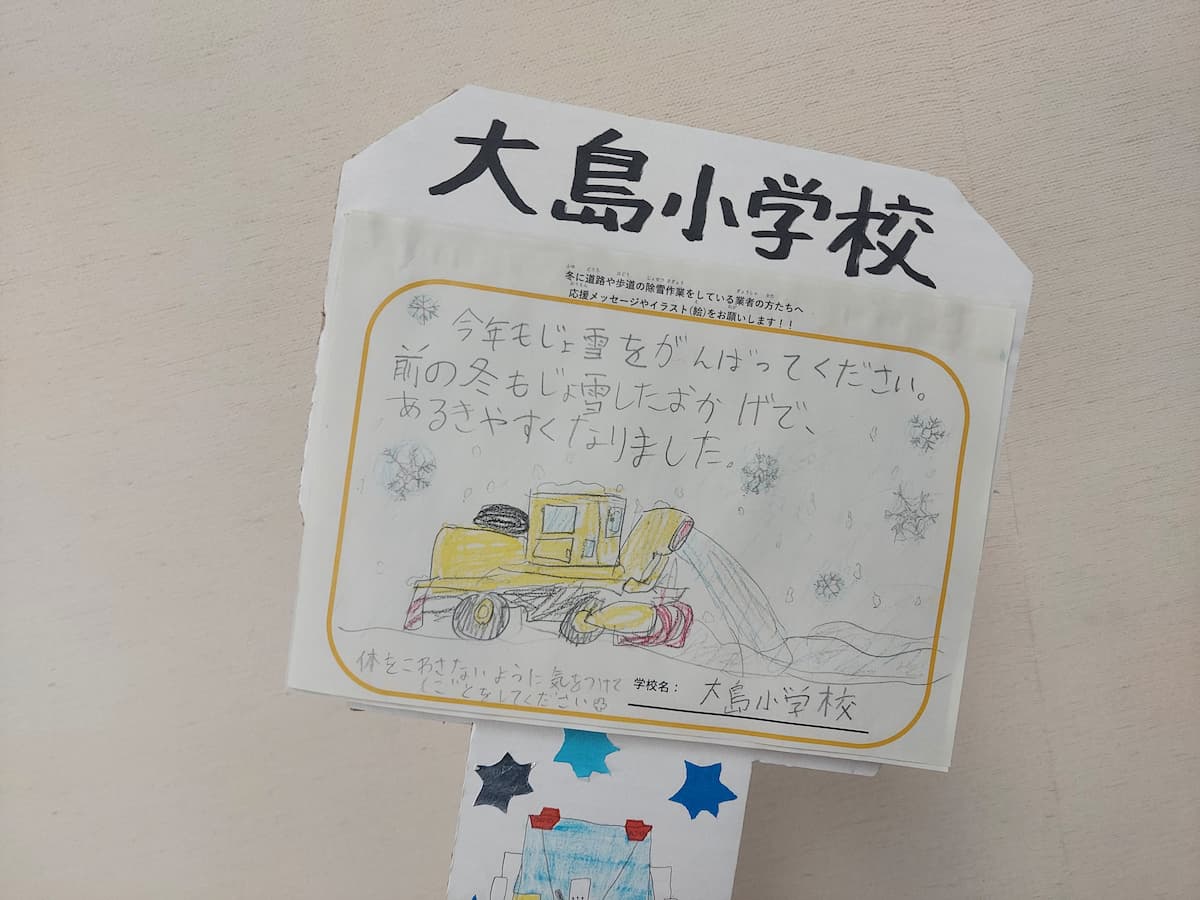 大島小学校
冬に道路や歩道の除雪作業をしている業者の方たちへ
応援メッセージやイラスト(絵)をお願いします!!
今年もじょ雪をがんばってください。
前の冬もじょ雪したおかげで、
あるきやすくなりました。
体をこわさないように気をつけて
しごとをしてください
学校名: 大島小学校